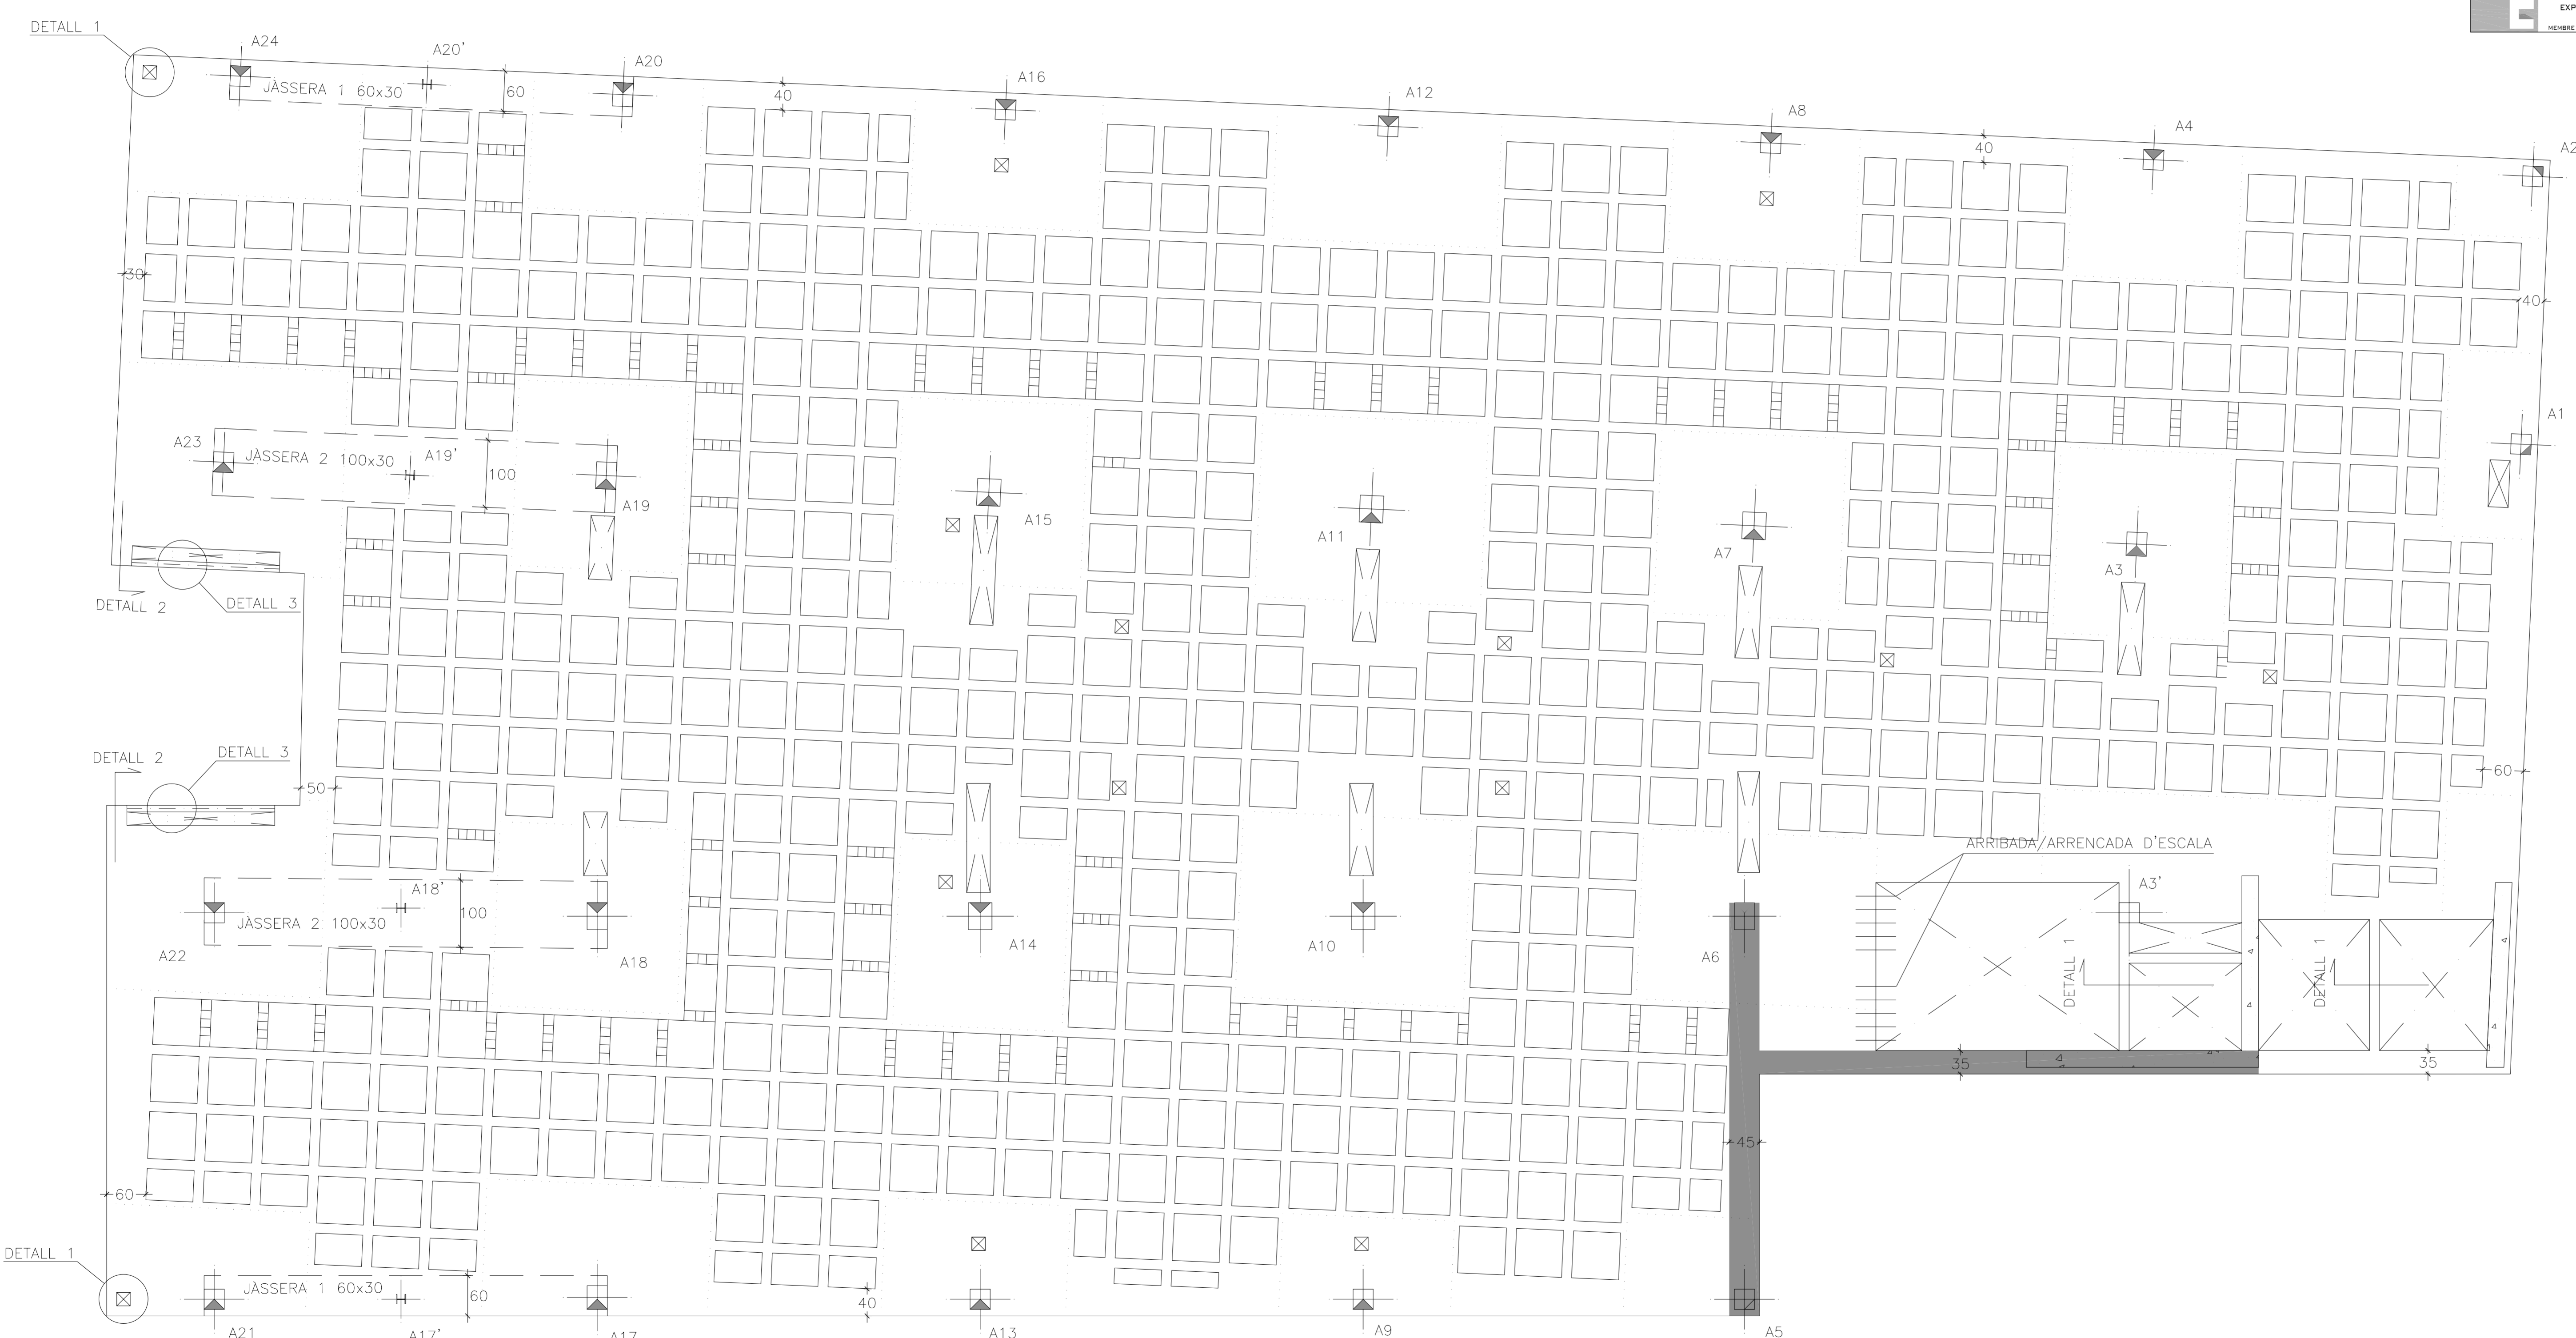 EXP
MEMBRE
DETALL 1
A24
A20'
A20
A16
A12
A8
A4
A2
JÀSSERA 1 60x30
60
40
40
30
40
A1
A23
JÀSSERA 2 100x30
A19'
100
A19
A15
A11
A7
A3
DETALL 2
DETALL 3
DETALL 2
DETALL 3
50
60
ARRIBADA/ARRENCADA D'ESCALA
A3'
A18'
100
JÀSSERA 2 100x30
A22
A18
A14
A10
A6
DETALL 1
DETALL 1
35
35
45
60
DETALL 1
JÀSSERA 1 60x30
60
40
A21
A17'
A17
A13
A9
A5